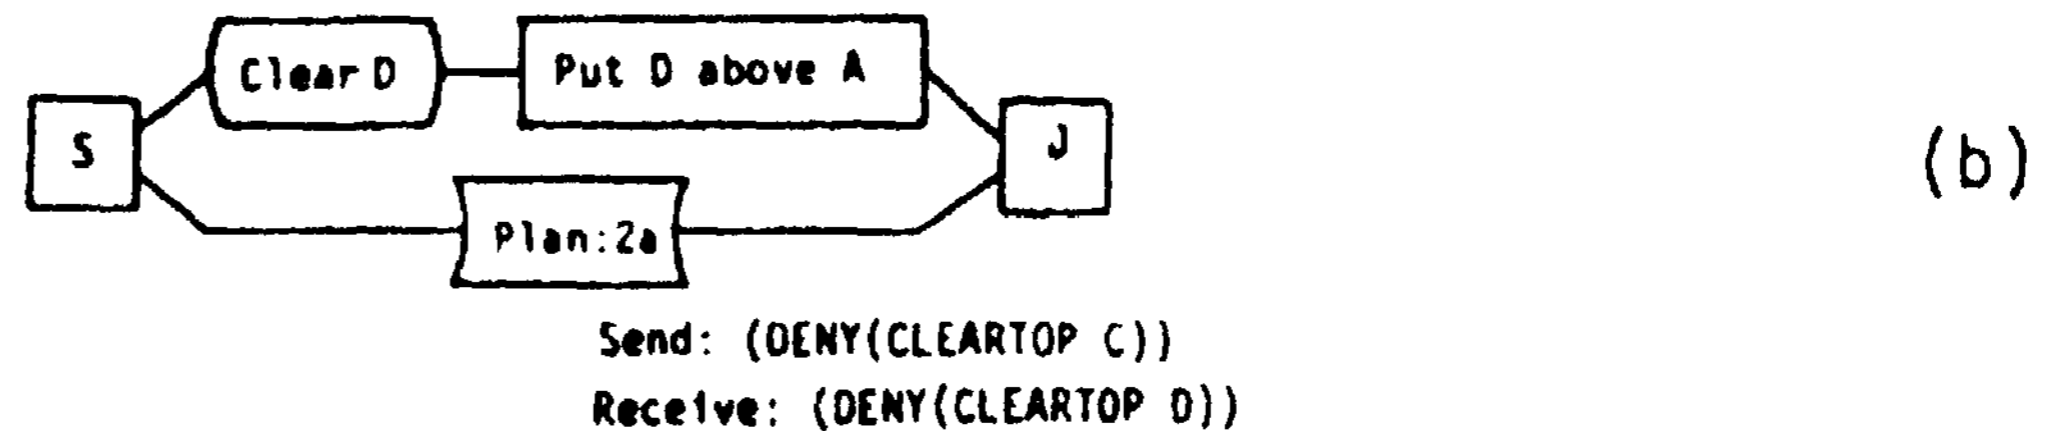 Clear D
Put D above A
S
J
(b)
Plan:2a
Send: (DENY(CLEARTOP C))
Receive: (DENY(CLEARTOP D))